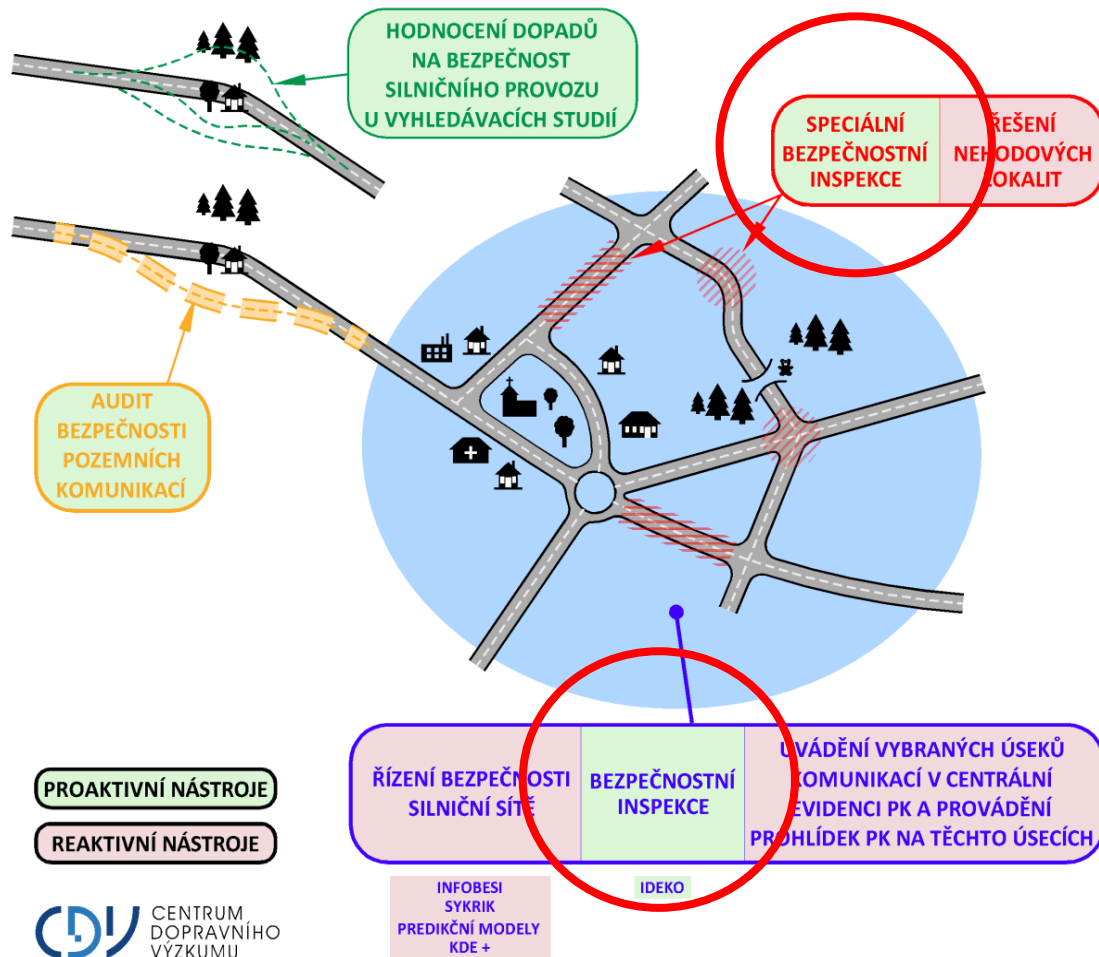 HODNOCENÍ DOPADŮ
NA BEZPEČNOST
SILNIČNÍHO PROVOZU
U VYHLEDÁVACÍCH STUDIÍ
SPECIÁLNÍ
BEZPEČNOSTNÍ
INSPEKCE
ŘEŠENÍ
NEHODOVÝCH
LOKALIT
AUDIT
BEZPEČNOSTI
POZEMNÍCH
KOMUNIKACÍ
ŘÍZENÍ BEZPEČNOSTI
SILNIČNÍ SÍTĚ
BEZPEČNOSTNÍ
INSPEKCE
UVÁDĚNÍ VYBRANÝCH ÚSEKŮ
KOMUNIKACÍ V CENTRÁLNÍ
EVIDENCI PK A PROVÁDĚNÍ
PROHLÍDEK PK NA TĚCHTO ÚSECÍCH
PROAKTIVNÍ NÁSTROJE
REAKTIVNÍ NÁSTROJE
INFOBESI
SYKRIK
PREDIKČNÍ MODELY
KDE +
IDEKO
CDV
CENTRUM
DOPRAVNÍHO
VÝZKUMU